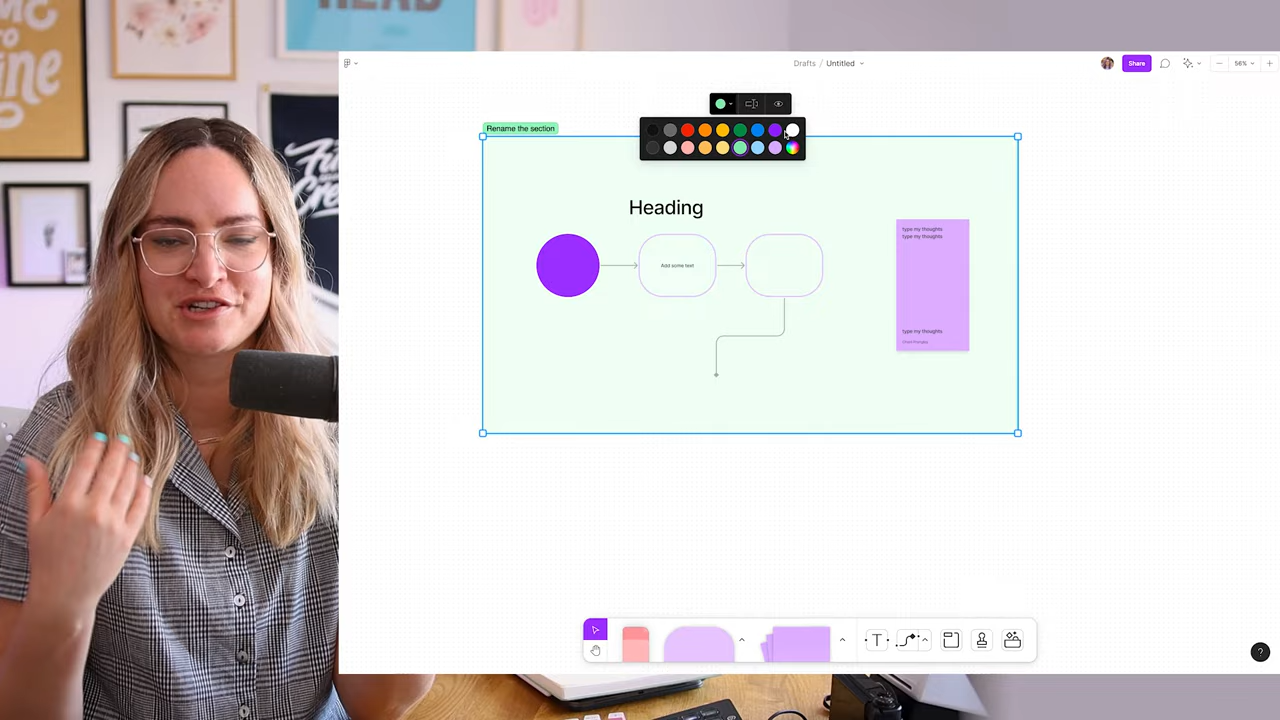 HEAD
Drafts / Untitled
Share
56%
Rename the section
Heading
Add some text
type my thoughts
type my thoughts
type my thoughts
T
?